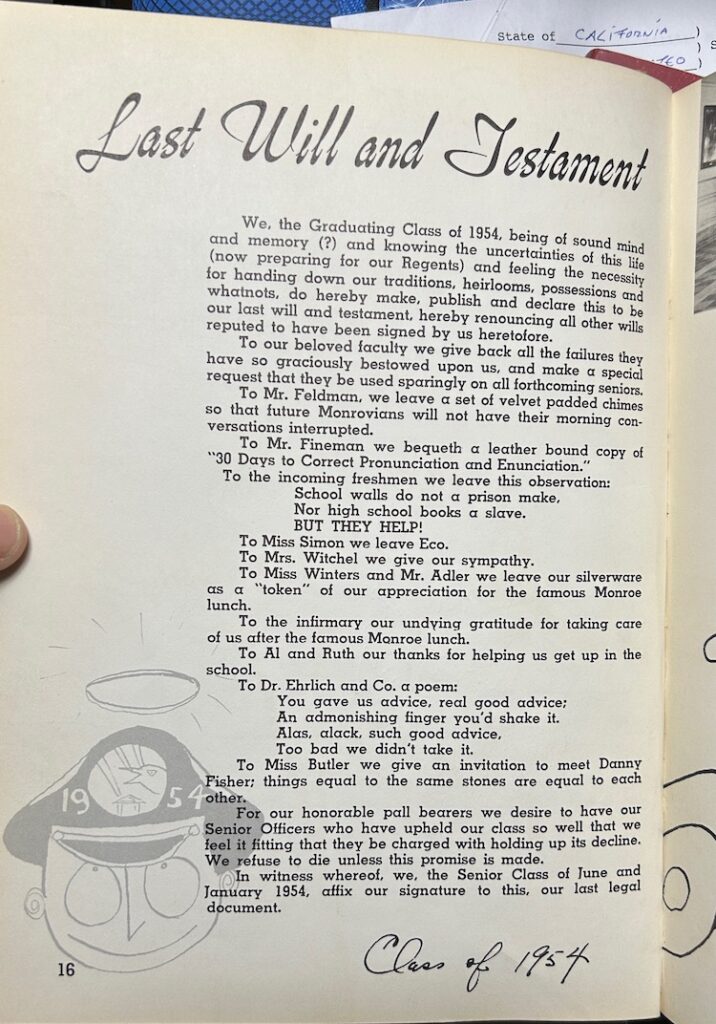 State of CALIFORNIA )
)
) S
Last Will and Testament
We, the Graduating Class of 1954, being of sound mind
and memory (?) and knowing the uncertainties of this life
(now preparing for our Regents) and feeling the necessity
for handing down our traditions, heirlooms, possessions and
whatnots, do hereby make, publish and declare this to be
our last will and testament, hereby renouncing all other wills
reputed to have been signed by us heretofore.
To our beloved faculty we give back all the failures they
have so graciously bestowed upon us, and make a special
request that they be used sparingly on all forthcoming seniors.
To Mr. Feldman, we leave a set of velvet padded chimes
so that future Monrovians will not have their morning con-
versations interrupted.
To Mr. Fineman we bequeth a leather bound copy of
"30 Days to Correct Pronunciation and Enunciation."
To the incoming freshmen we leave this observation:
School walls do not a prison make,
Nor high school books a slave.
BUT THEY HELP!
To Miss Simon we leave Eco.
To Mrs. Witchel we give our sympathy.
To Miss Winters and Mr. Adler we leave our silverware
as a "token" of our appreciation for the famous Monroe
lunch.
To the infirmary our undying gratitude for taking care
of us after the famous Monroe lunch.
To Al and Ruth our thanks for helping us get up in the
school.
To Dr. Ehrlich and Co. a poem:
You gave us advice, real good advice;
An admonishing finger you'd shake it.
Alas, alack, such good advice,
Too bad we didn't take it.
To Miss Butler we give an invitation to meet Danny
Fisher; things equal to the same stones are equal to each
other.
For our honorable pall bearers we desire to have our
Senior Officers who have upheld our class so well that we
feel it fitting that they be charged with holding up its decline.
We refuse to die unless this promise is made.
In witness whereof, we, the Senior Class of June and
January 1954, affix our signature to this, our last legal
document.
19 54
Class of 1954
16